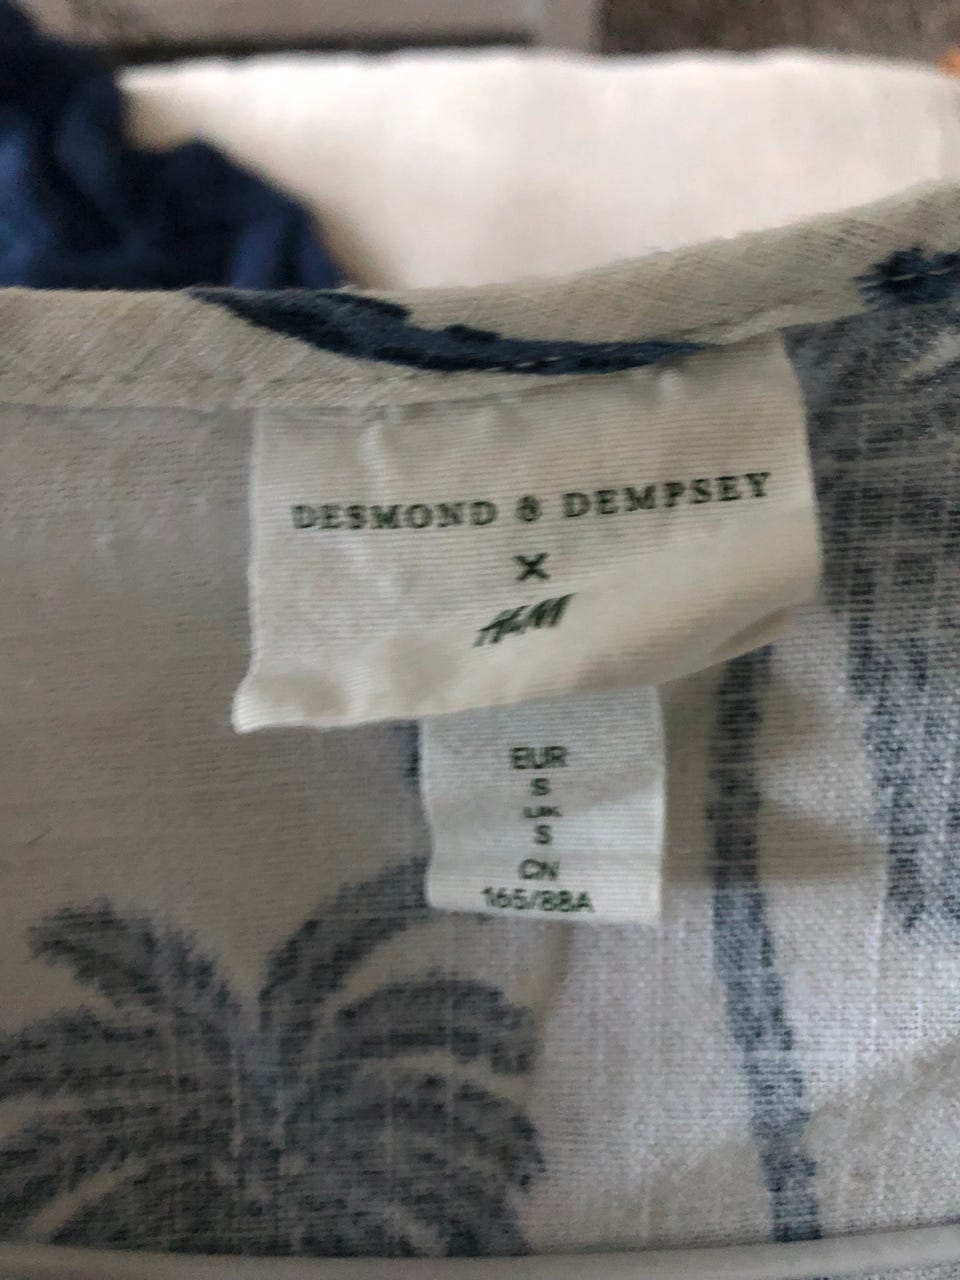 DESMOND & DEMPSEY
X
H&M
EUR
S
UK
S
CN
165/88A